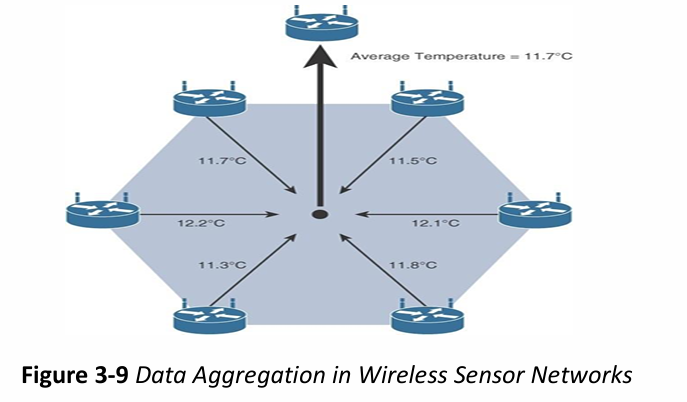 Average Temperature = 11.7°C
11.7°C
11.5°C
12.2°C
12.1°C
11.3°C
11.8°C
Figure 3-9 Data Aggregation in Wireless Sensor Networks